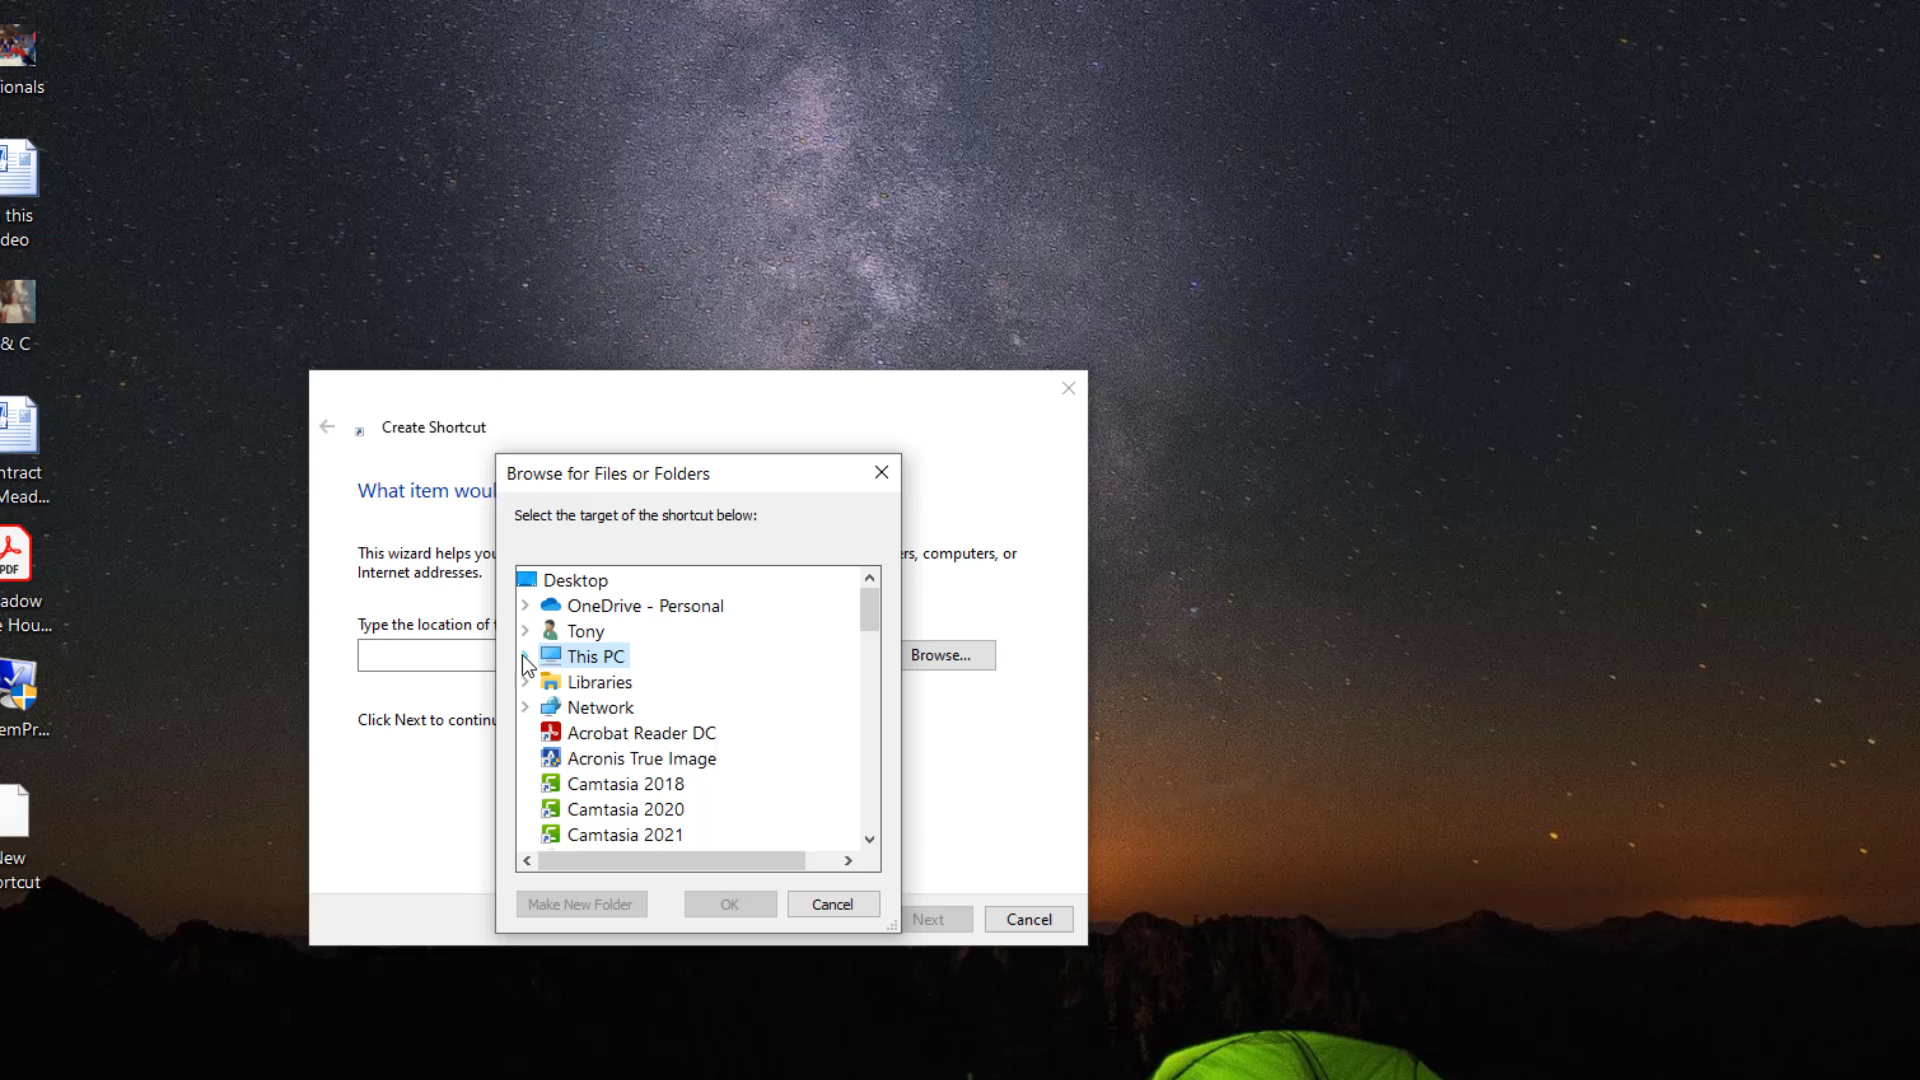 ionals
this
deo
& C
ntract
Mead...
PDF
adow
e Hou...
emPr...
New
ortcut
Create Shortcut
What item woul
This wizard helps you
ers, computers, or
Internet addresses.
Type the location of t
Browse...
Click Next to continu
Next
Cancel
Browse for Files or Folders
Select the target of the shortcut below:
Desktop
OneDrive - Personal
Tony
This PC
Libraries
Network
Acrobat Reader DC
Acronis True Image
Camtasia 2018
Camtasia 2020
Camtasia 2021
Make New Folder
OK
Cancel